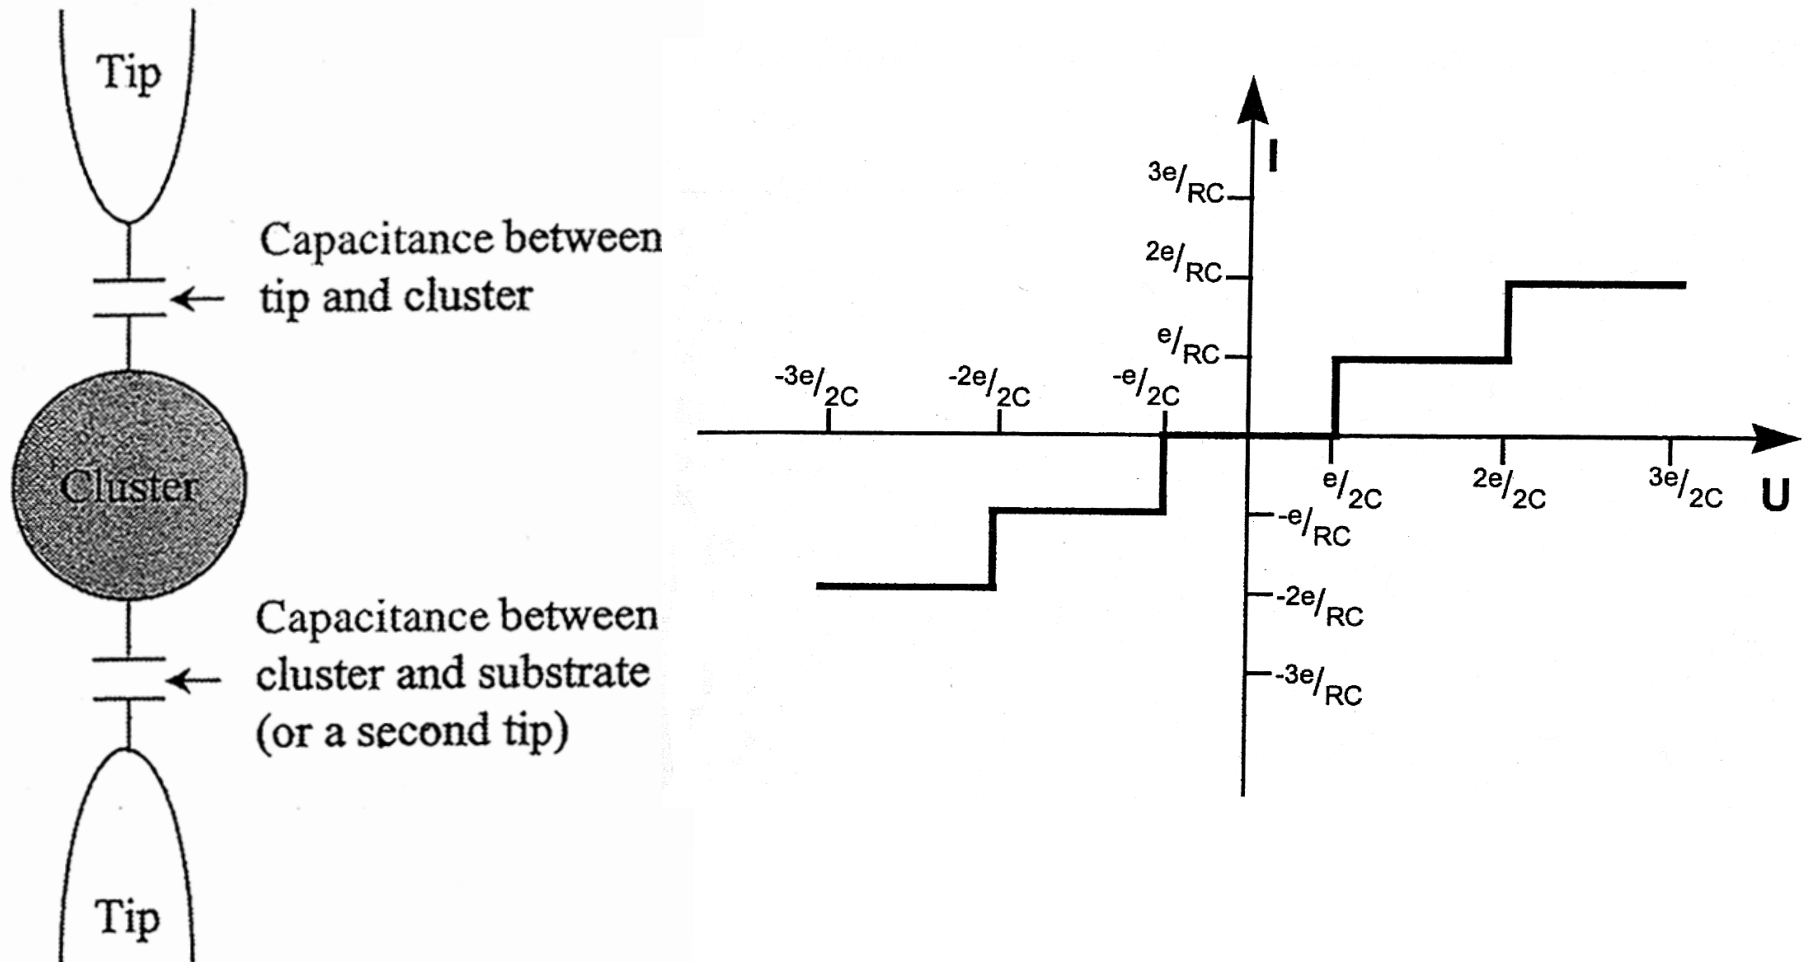 Tip
Capacitance between
tip and cluster
Cluster
Capacitance between
cluster and substrate
(or a second tip)
Tip
I
3e/RC
2e/RC
e/RC
-3e/2C
-2e/2C
-e/2C
e/2C
2e/2C
3e/2C
U
-e/RC
-2e/RC
-3e/RC